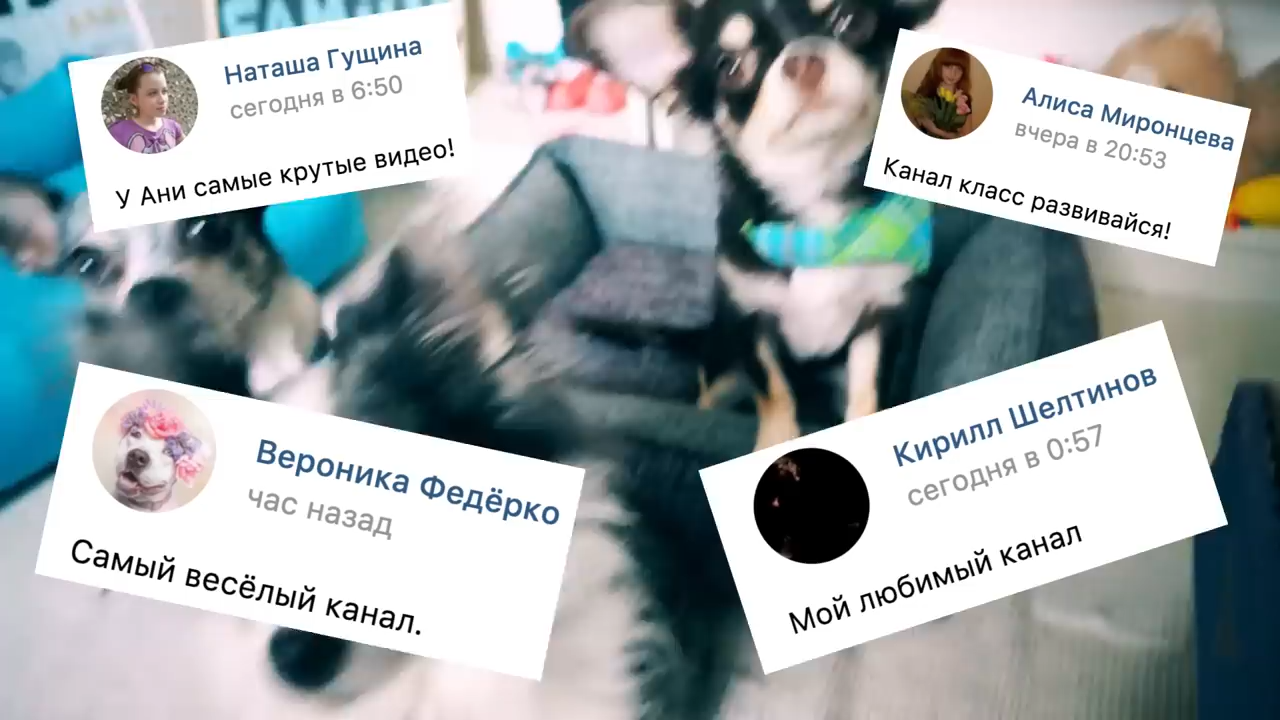 FAMILY
Наташа Гущина
сегодня в 6:50
У Ани самые крутые видео!
Алиса Миронцева
вчера в 20:53
Канал класс развивайся!
Вероника Федёрко
час назад
Самый весёлый канал.
Кирилл Шелтинов
сегодня в 0:57
Мой любимый канал